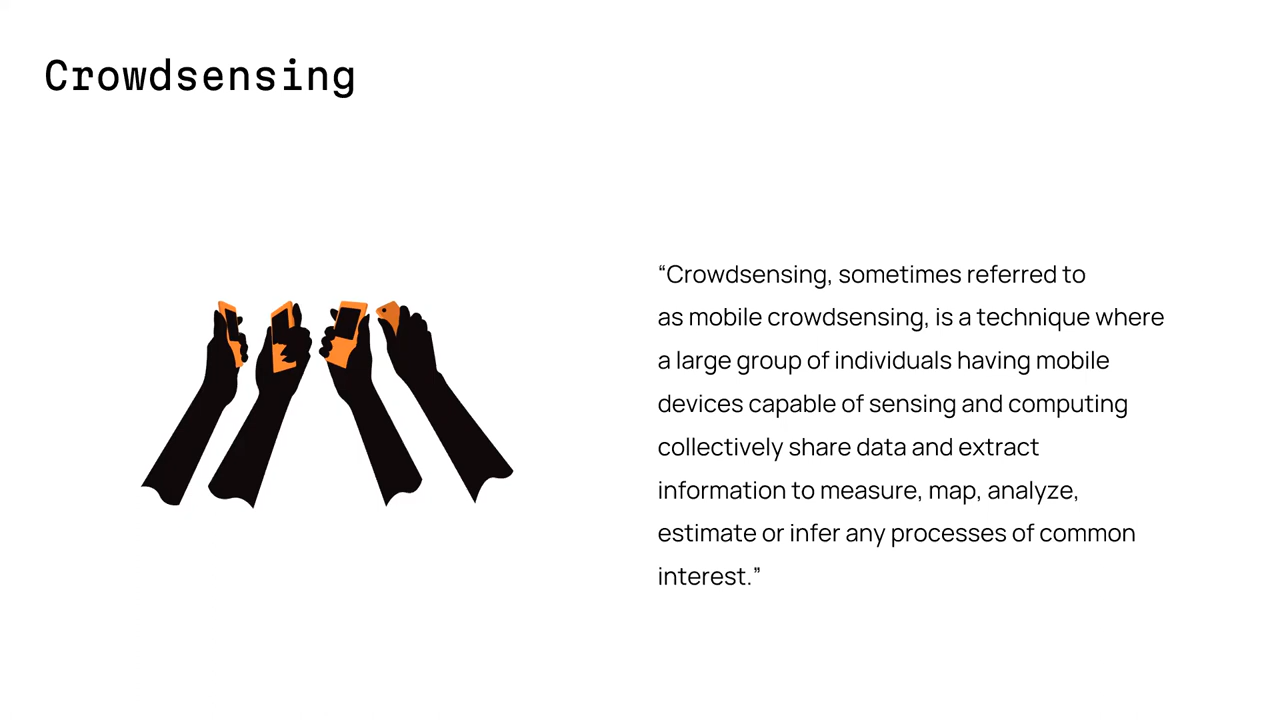 Crowdsensing
“Crowdsensing, sometimes referred to
as mobile crowdsensing, is a technique where
a large group of individuals having mobile
devices capable of sensing and computing
collectively share data and extract
information to measure, map, analyze,
estimate or infer any processes of common
interest.”